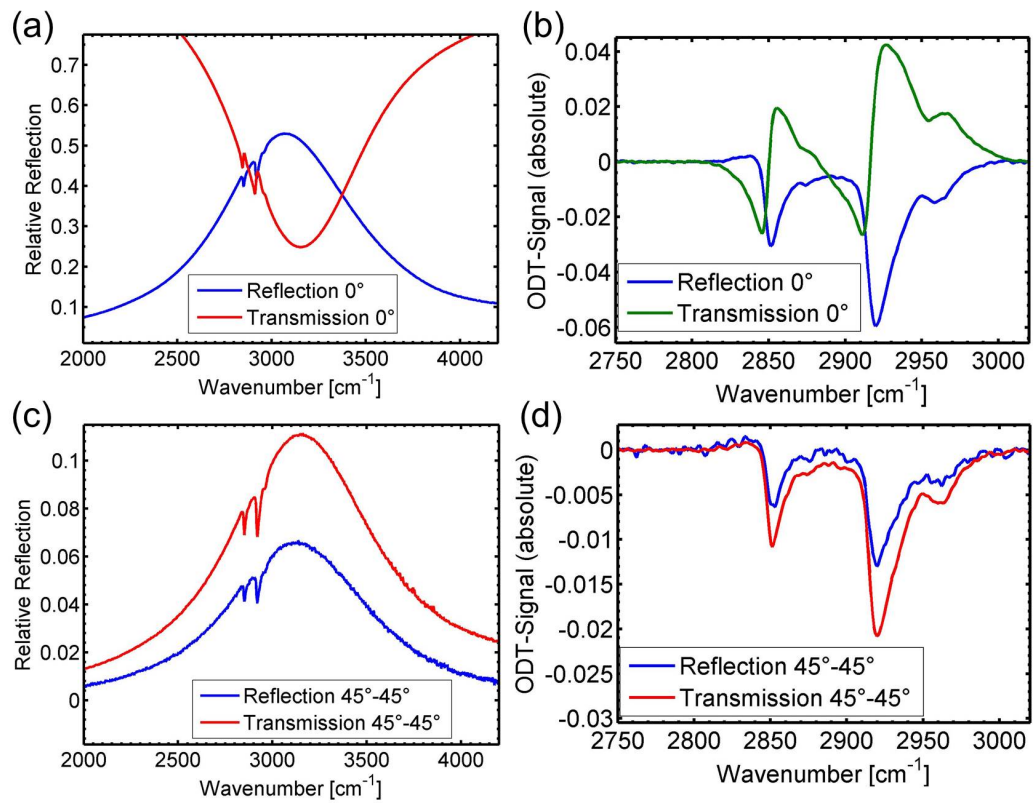 (a)
0.7
0.6
0.5
0.4
0.3
0.2
0.1
Relative Reflection
Reflection 0°
Transmission 0°
2000 2500 3000 3500 4000
Wavenumber [cm⁻¹]
(b)
0.04
0.02
0
-0.02
-0.04
-0.06
ODT-Signal (absolute)
Reflection 0°
Transmission 0°
2750 2800 2850 2900 2950 3000
Wavenumber [cm⁻¹]
(c)
0.1
0.08
0.06
0.04
0.02
0
Relative Reflection
Reflection 45°-45°
Transmission 45°-45°
2000 2500 3000 3500 4000
Wavenumber [cm⁻¹]
(d)
0
-0.005
-0.01
-0.015
-0.02
-0.025
-0.03
ODT-Signal (absolute)
Reflection 45°-45°
Transmission 45°-45°
2750 2800 2850 2900 2950 3000
Wavenumber [cm⁻¹]